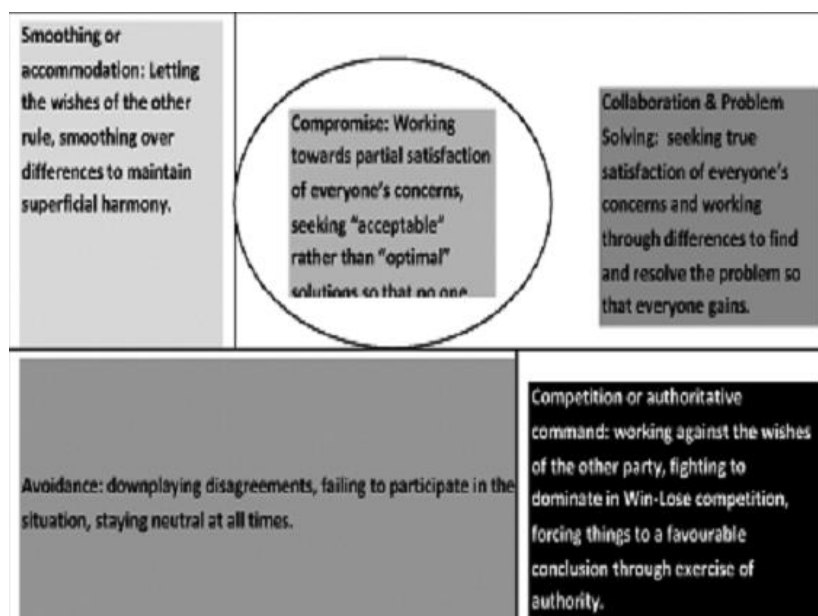 Smoothing or
accommodation: Letting
the wishes of the other
rule, smoothing over
differences to maintain
superficial harmony.
Compromise: Working
towards partial satisfaction
of everyone's concerns,
seeking "acceptable"
rather than "optimal"
solutions so that no one
Collaboration & Problem
Solving: seeking true
satisfaction of everyone's
concerns and working
through differences to find
and resolve the problem so
that everyone gains.
Avoidance: downplaying disagreements, failing to participate in the
situation, staying neutral at all times.
Competition or authoritative
command: working against the wishes
of the other party, fighting to
dominate in Win-Lose competition,
forcing things to a favourable
conclusion through exercise of
authority.